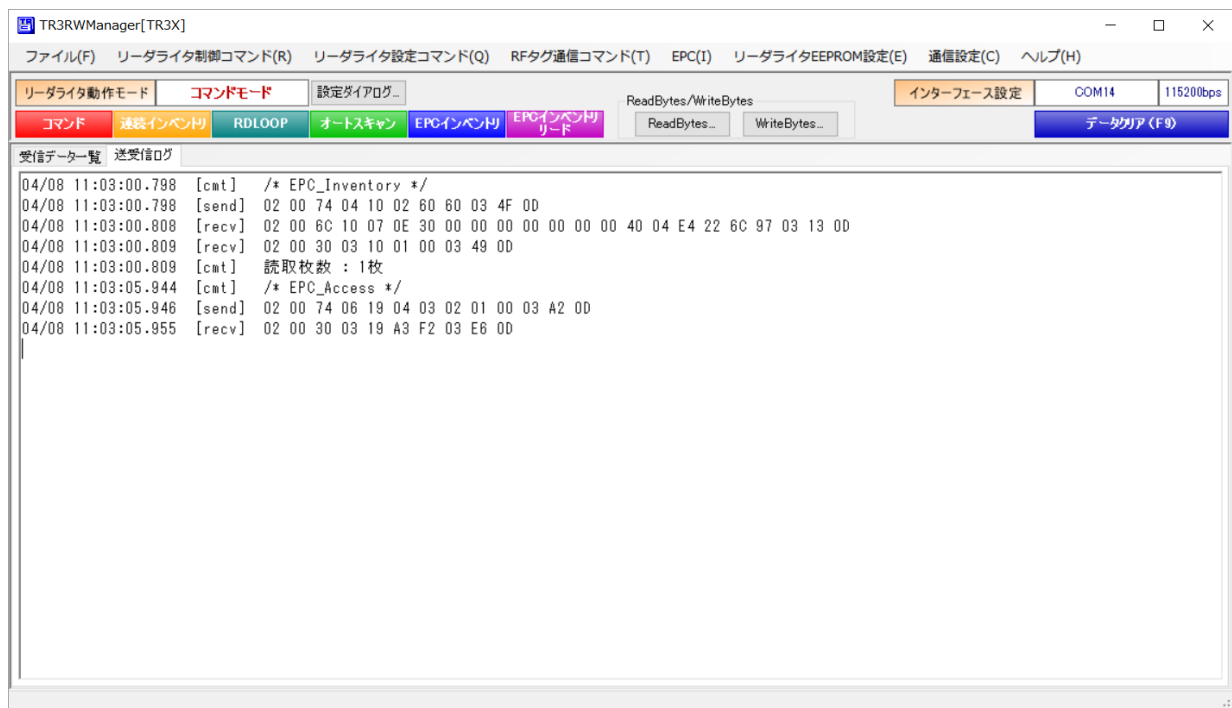 TR3RWManager[TR3X]
ファイル(F) リーダライタ制御コマンド(R) リーダライタ設定コマンド(Q) RFタグ通信コマンド(T) EPC(I) リーダライタEEPROM設定(E) 通信設定(C) ヘルプ(H)
リーダライタ動作モード コマンドモード 設定ダイアログ... ReadBytes/WriteBytes インターフェース設定 COM14 115200bps
コマンド 連続インベントリ RDLOOP オートスキャン EPCインベントリ EPCインベントリリード ReadBytes... WriteBytes... データクリア(F9)
受信データ一覧 送受信ログ
04/08 11:03:00.798 [cmt] /* EPC_Inventory */
04/08 11:03:00.798 [send] 02 00 74 04 10 02 60 60 03 4F 0D
04/08 11:03:00.808 [recv] 02 00 6C 10 07 0E 30 00 00 00 00 00 00 00 00 40 04 E4 22 6C 97 03 13 0D
04/08 11:03:00.809 [recv] 02 00 30 03 10 01 00 03 49 0D
04/08 11:03:00.809 [cmt] 読取枚数 : 1枚
04/08 11:03:05.944 [cmt] /* EPC_Access */
04/08 11:03:05.946 [send] 02 00 74 06 19 04 03 02 01 00 03 A2 0D
04/08 11:03:05.955 [recv] 02 00 30 03 19 A3 F2 03 E6 0D